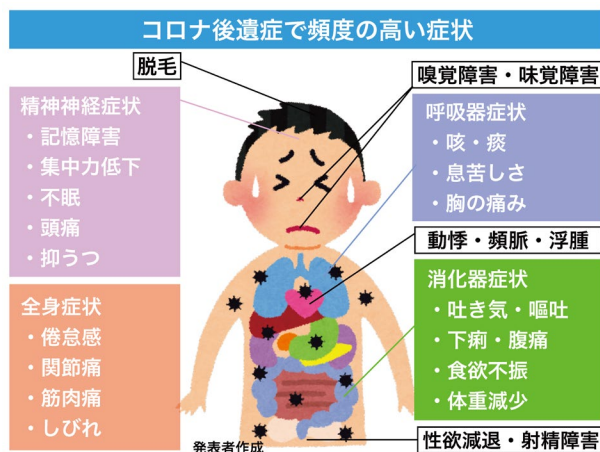 コロナ後遺症で頻度の高い症状
脱毛
嗅覚障害・味覚障害
精神神経症状
・記憶障害
・集中力低下
・不眠
・頭痛
・抑うつ
呼吸器症状
・咳・痰
・息苦しさ
・胸の痛み
動悸・頻脈・浮腫
全身症状
・倦怠感
・関節痛
・筋肉痛
・しびれ
消化器症状
・吐き気・嘔吐
・下痢・腹痛
・食欲不振
・体重減少
性欲減退・射精障害
発表者作成